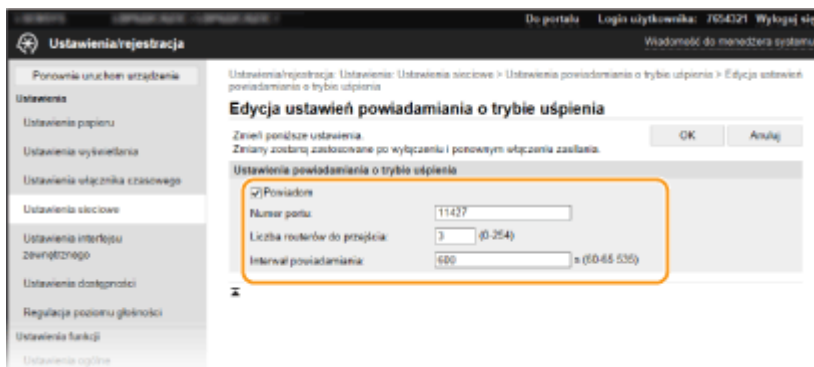 Do portalu Login użytkownika: 7654321 Wyloguj się
Ustawienia/rejestracja
Wiadomość do menedżera systemu
Ponownie uruchom urządzenie
Ustawienia
Ustawienia papieru
Ustawienia wyświetlania
Ustawienia włącznika czasowego
Ustawienia sieciowe
Ustawienia interfejsu
zewnętrznego
Ustawienia dostępności
Regulacja poziomu głośności
Ustawienia funkcji
Ustawienia ogólne
Ustawienia/rejestracja: Ustawienia: Ustawienia sieciowe > Ustawienia powiadamiania o trybie uśpienia > Edycja ustawień
powiadamiania o trybie uśpienia
Edycja ustawień powiadamiania o trybie uśpienia
Zmień poniższe ustawienia.
Zmiany zostaną zastosowane po wyłączeniu i ponownym włączeniu zasilania.
OK Anuluj
Ustawienia powiadamiania o trybie uśpienia
Powiadom
Numer portu: 11427
Liczba routerów do przejścia: 3 (0-254)
Interwał powiadamiania: 600 s (60-65 535)